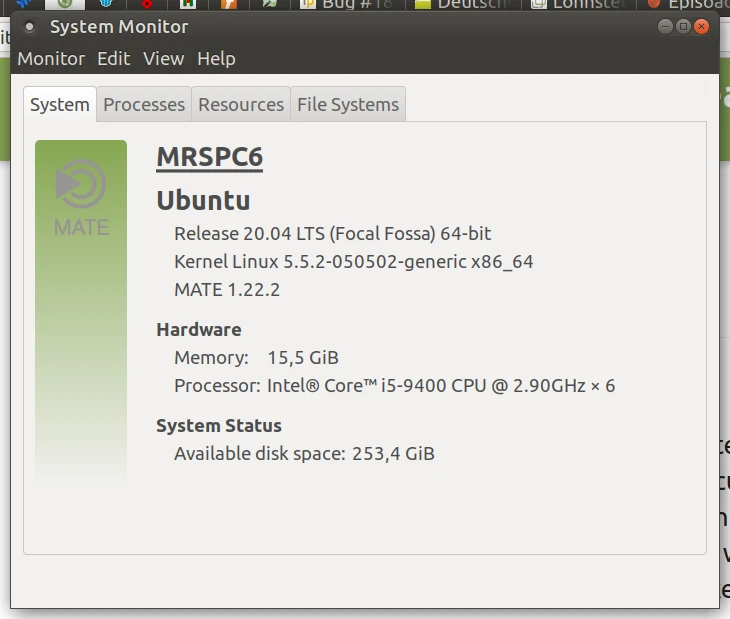 Bug #18
System Monitor
Monitor Edit View Help
System Processes Resources File Systems
MATE
MRSPC6
Ubuntu
Release 20.04 LTS (Focal Fossa) 64-bit
Kernel Linux 5.5.2-050502-generic x86_64
MATE 1.22.2
Hardware
Memory: 15,5 GiB
Processor: Intel® Core™ i5-9400 CPU @ 2.90GHz × 6
System Status
Available disk space: 253,4 GiB